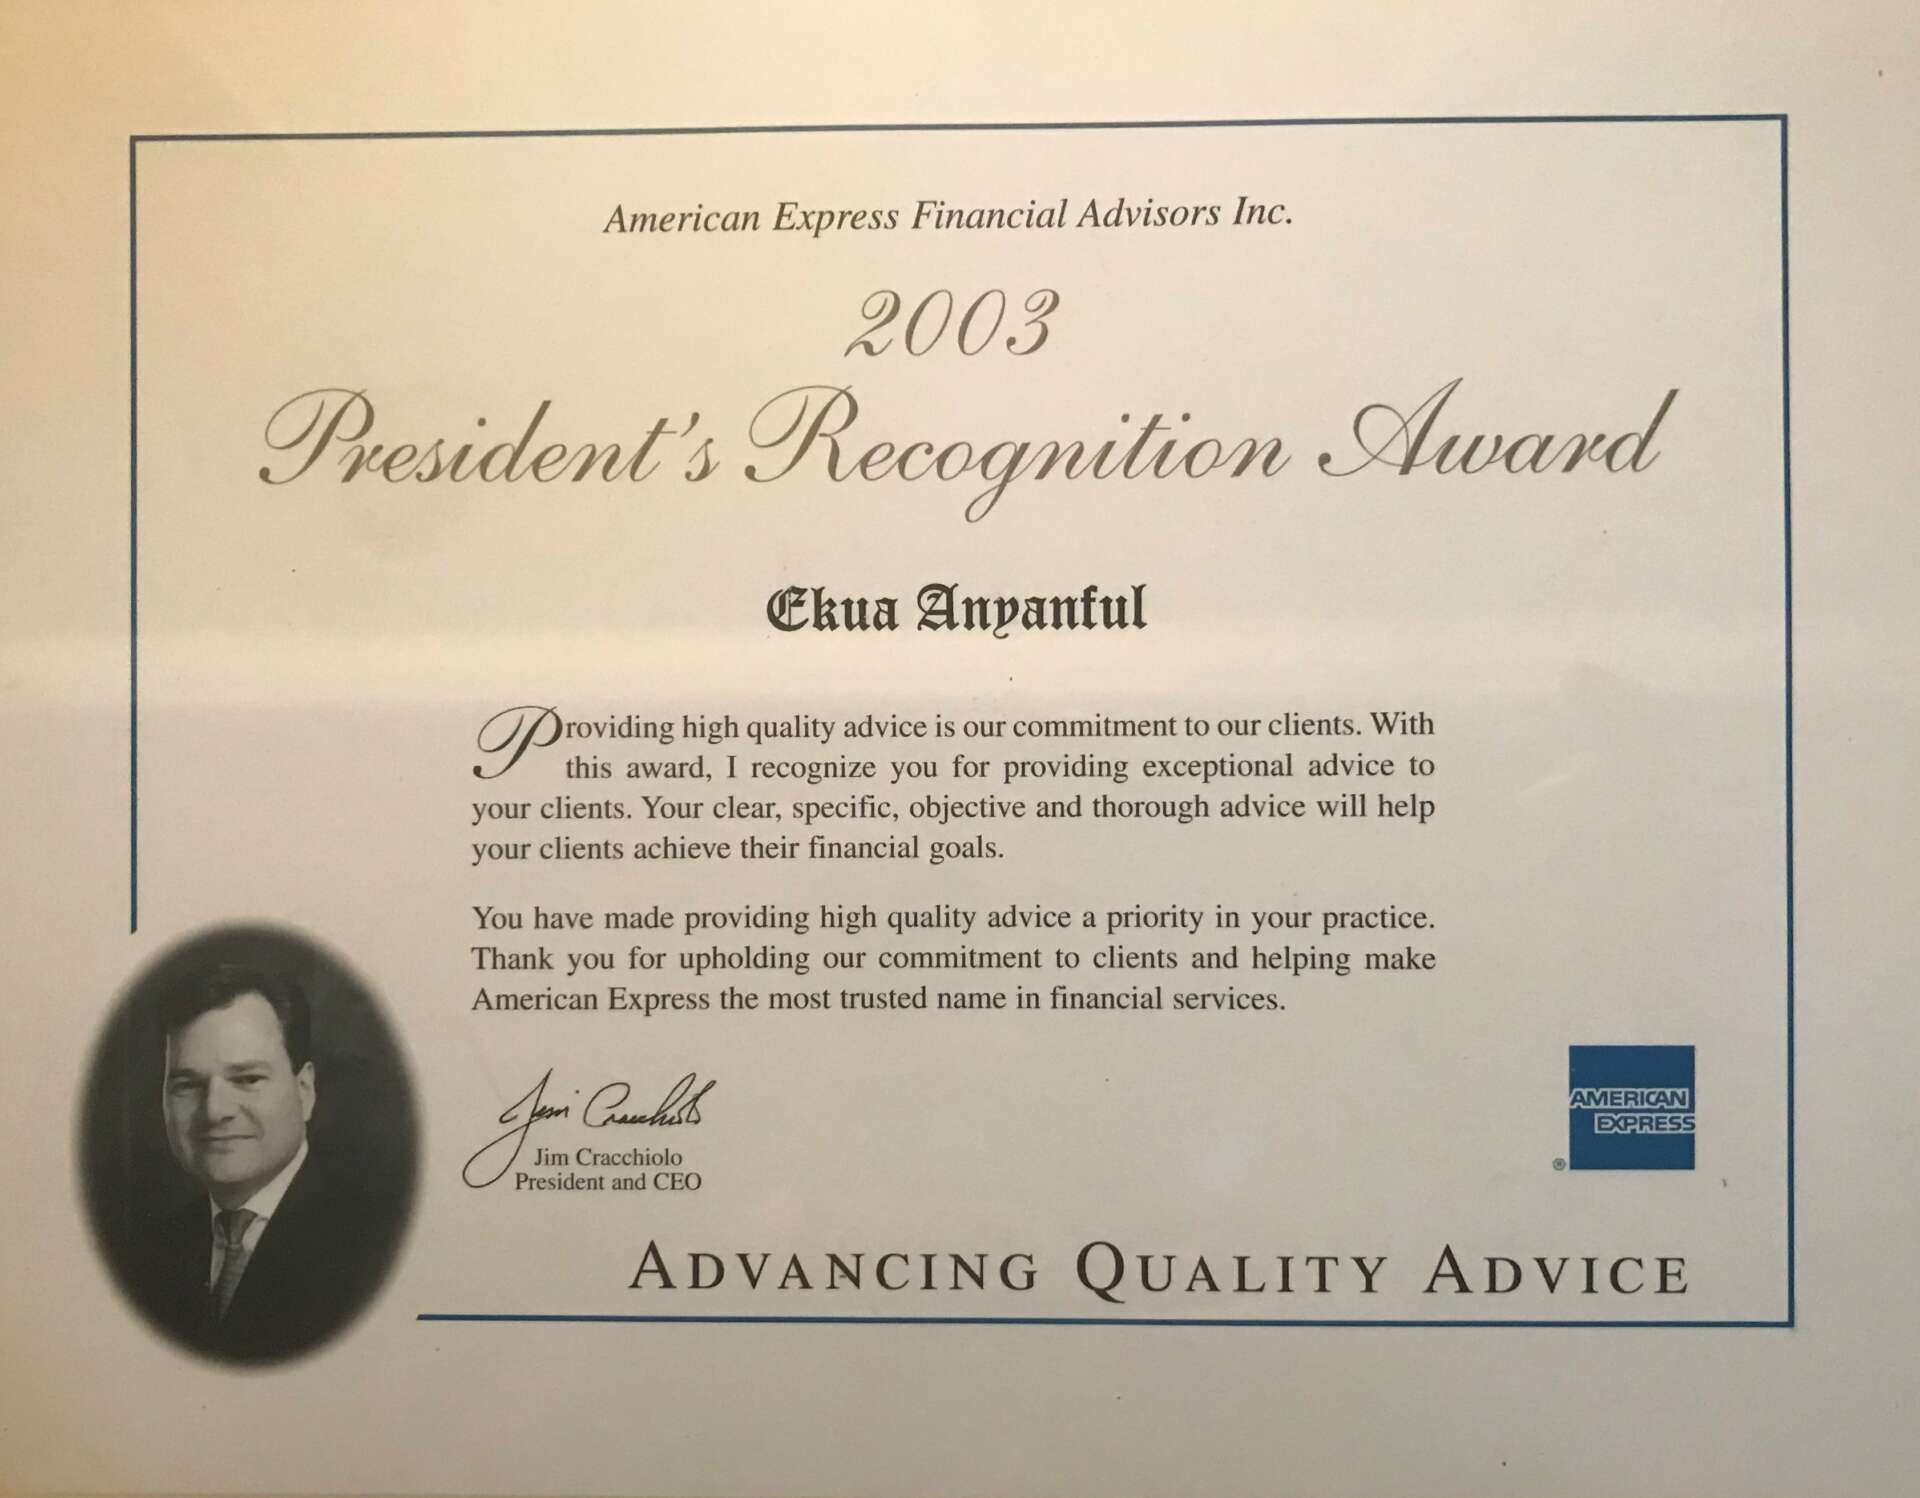 American Express Financial Advisors Inc.
2003
President's Recognition Award
Ekua Anyanful
Providing high quality advice is our commitment to our clients. With
this award, I recognize you for providing exceptional advice to
your clients. Your clear, specific, objective and thorough advice will help
your clients achieve their financial goals.
You have made providing high quality advice a priority in your practice.
Thank you for upholding our commitment to clients and helping make
American Express the most trusted name in financial services.
Jim Cracchiolo
Jim Cracchiolo
President and CEO
AMERICAN
EXPRESS
®
ADVANCING QUALITY ADVICE